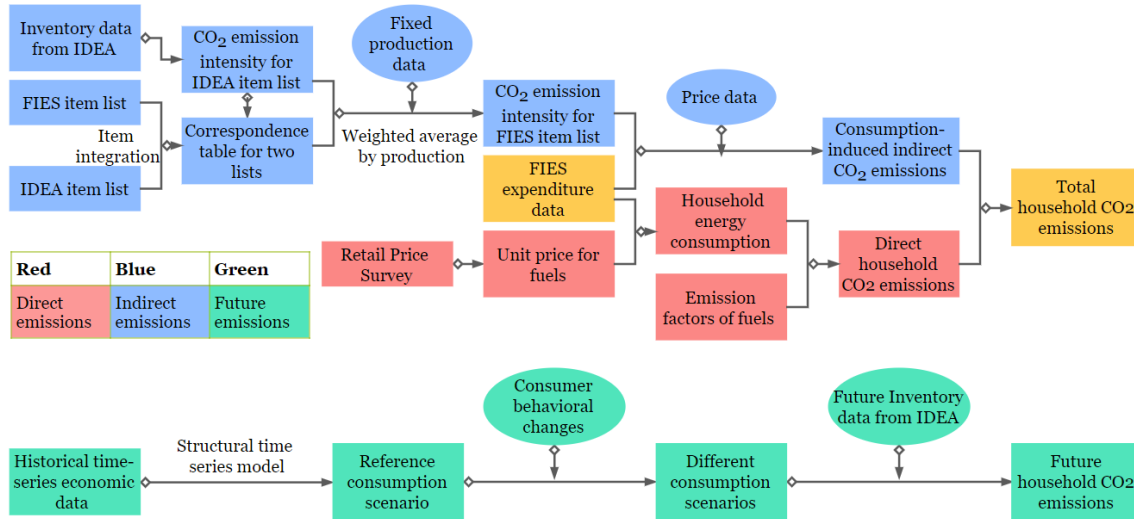 Inventory data
from IDEA
CO₂ emission
intensity for
IDEA item list
Fixed
production
data
FIES item list
Item
integration
IDEA item list
Correspondence
table for two
lists
Weighted average
by production
CO₂ emission
intensity for
FIES item list
Price data
Consumption-
induced indirect
CO₂ emissions
FIES
expenditure
data
Household
energy
consumption
Total
household CO2
emissions
Retail Price
Survey
Unit price for
fuels
Direct
household
CO2 emissions
Emission
factors of fuels
Red Blue Green
Direct
emissions
Indirect
emissions
Future
emissions
Consumer
behavioral
changes
Future Inventory
data from IDEA
Historical time-
series economic
data
Structural time
series model
Reference
consumption
scenario
Different
consumption
scenarios
Future
household CO2
emissions